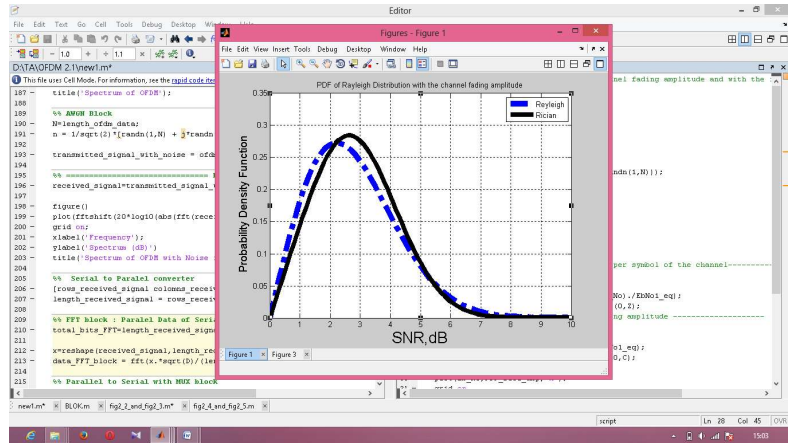 Editor
File Edit Text Go Cell Tools Debug Desktop
1.0
1.1
D:\TA\OFDM 2.1\new1.m*
This file uses Cell Mode. For information, see the rapid code
187 title('Spectrum of OFDM');
188
189 %% AWGN Block
190 N=length_ofdm_data;
191 n = 1/sqrt(2)*[randn(1,N) + j*randn
192
193 transmitted_signal_with_noise = ofdm
194
195 %% ==============================
196 received_signal=transmitted_signal_
197
198 figure()
199 plot(fftshift(20*log10(abs(fft(rece
200 grid on;
201 xlabel('Frequency');
202 ylabel('Spectrum (dB)')
203 title('Spectrum of OFDM with Noise
204
205 %% Serial to Paralel converter
206 [rows_received_signal columns_recei
207 length_received_signal = rows_recei
208
209 %% FFT block : Paralel Data of Seri
210 total_bits_FFT=length_received_sign
211
212 x=reshape(received_signal,length_re
213 data_FFT_block = fft(x.*sqrt(D)/(le
214
215 %% Parallel to Serial with MUX block
Figures - Figure 1
File Edit View Insert Tools Debug Desktop Window Help
PDF of Rayleigh Distribution with the channel fading amplitude
Reyleigh
Rician
Probability Density Function
0.35
0.3
0.25
0.2
0.15
0.1
0.05
0
0 1 2 3 4 5 6 7 8 9 10
SNR,dB
Figure 1 × Figure 3 ×
nel fading amplitude and with the
ndn(1,N)));
per symbol of the channel---------
No)./EbNoi_eq);
(0,2);
ng amplitude ------------------
o1_eq);
0,C);
new1.m* × BLOK.m × fig2_2_and_fig2_3.m* × fig2_4_and_fig2_5.m ×
script
Ln 28 Col 45 OVR
15:03